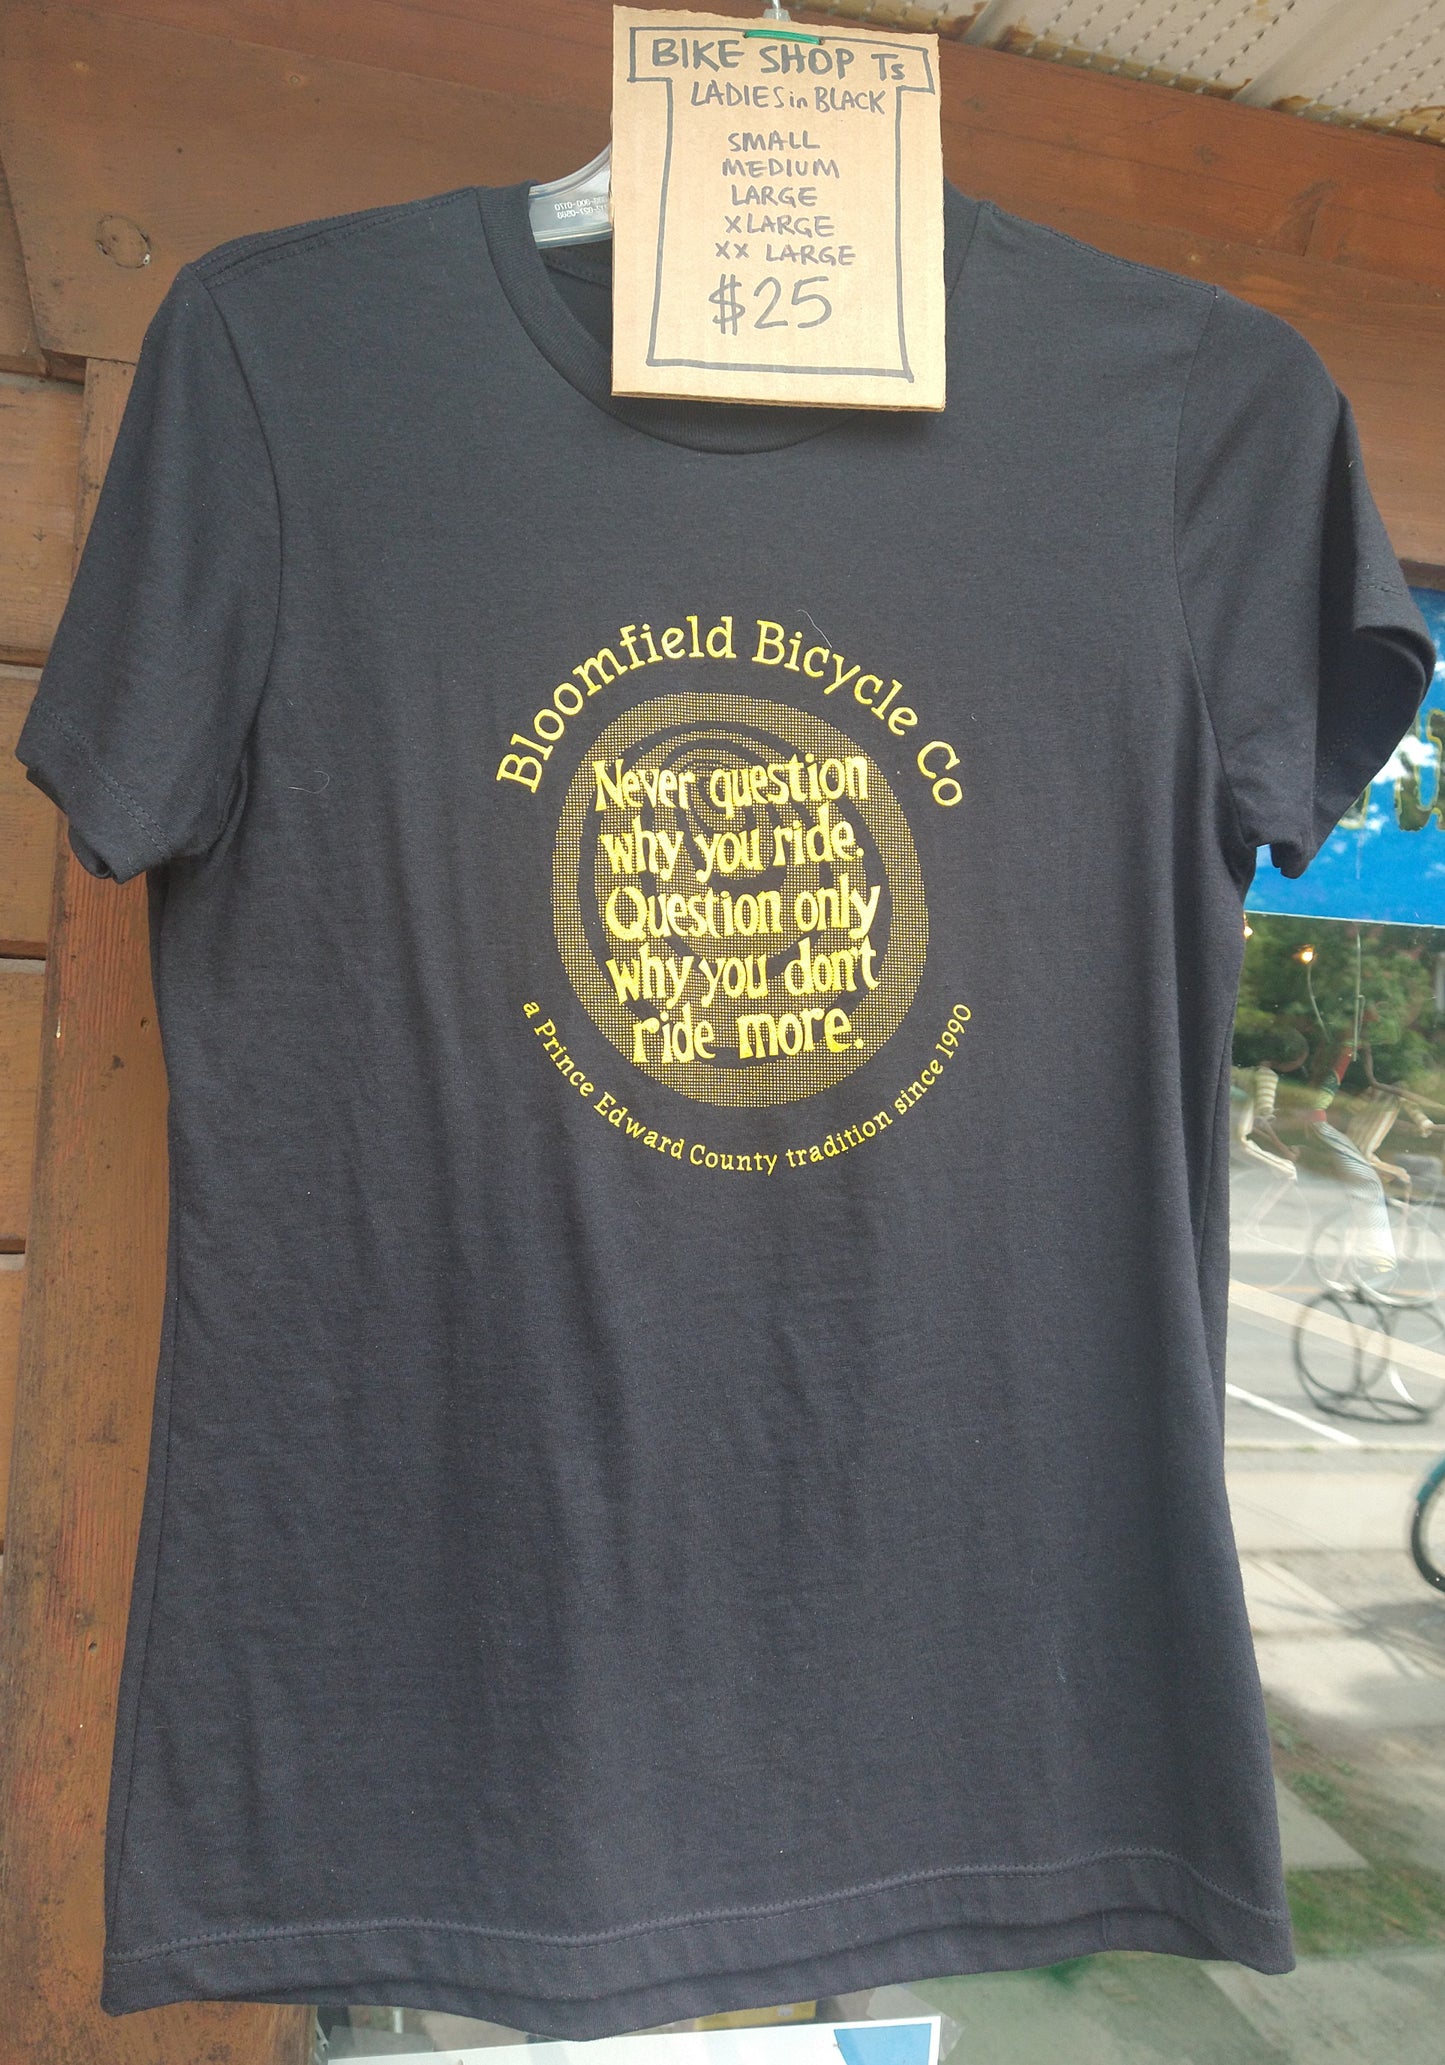 BIKE SHOP Ts
LADIES in BLACK
SMALL
MEDIUM
LARGE
XLARGE
XX LARGE
$25
Bloomfield Bicycle Co
Never question
why you ride.
Question only
why you don't
ride more.
a Prince Edward County tradition since 1990